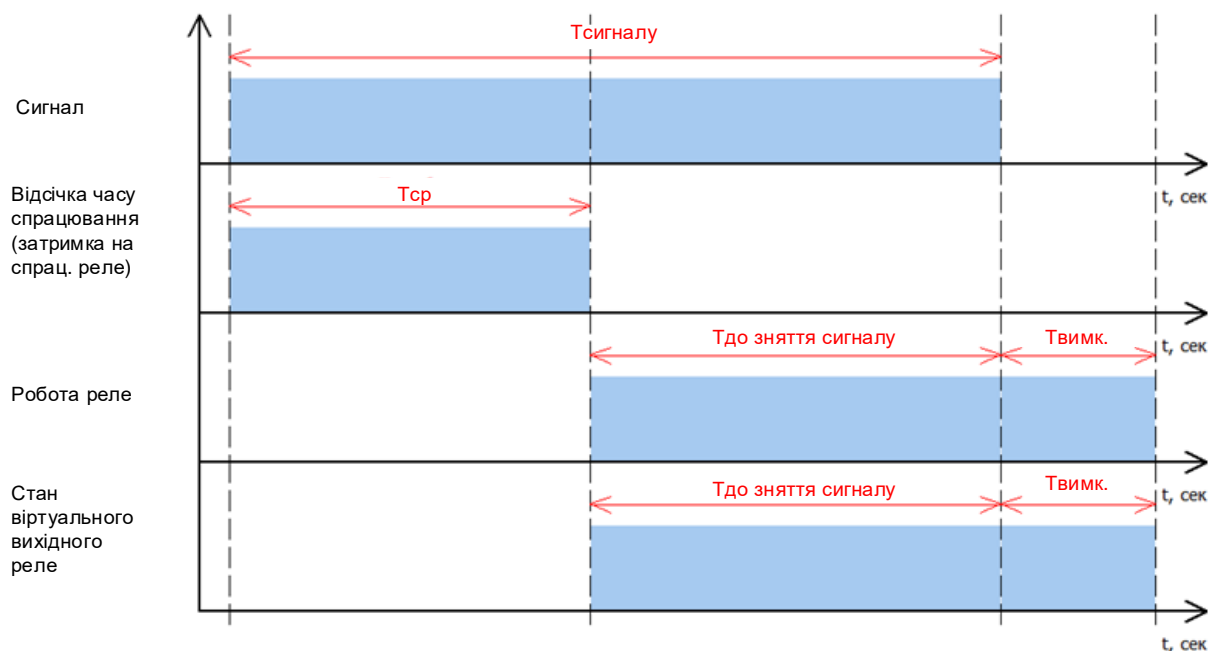 Тсигналу
Сигнал
t, сек
Відсічка часу
спрацювання
(затримка на
спрац. реле)
Тср
t, сек
Тдо зняття сигналу
Твимк.
Робота реле
t, сек
Стан
віртуального
вихідного
реле
Тдо зняття сигналу
Твимк.
t, сек